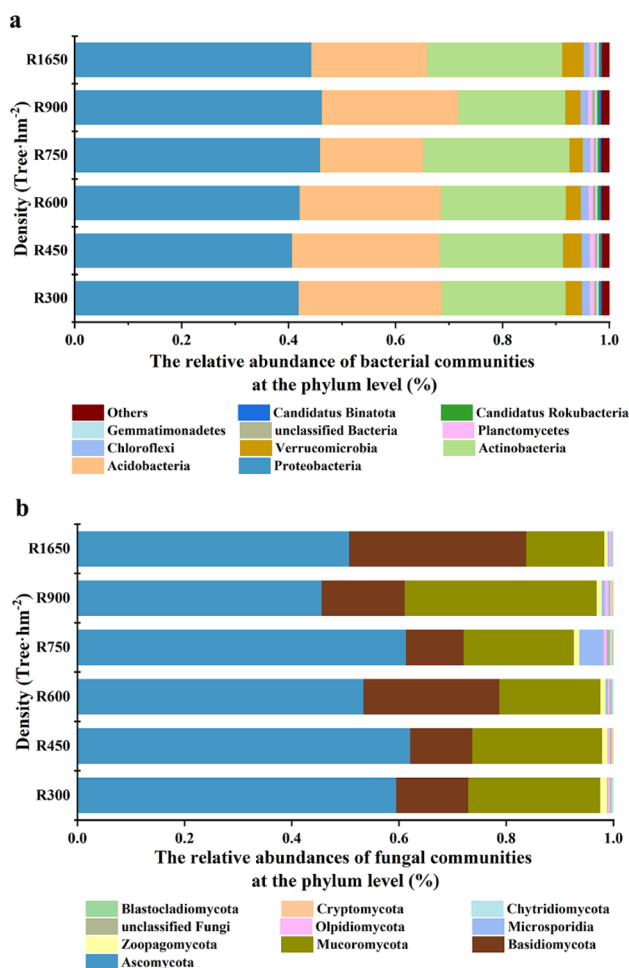 a
R1650
R900
R750
R600
R450
R300
Density (Tree·hm-2)
0.0 0.2 0.4 0.6 0.8 1.0
The relative abundance of bacterial communities
at the phylum level (%)
Others Candidatus Binatota Candidatus Rokubacteria
Gemmatimonadetes unclassified Bacteria Planctomycetes
Chloroflexi Verrucomicrobia Actinobacteria
Acidobacteria Proteobacteria
b
R1650
R900
R750
R600
R450
R300
Density (Tree·hm-2)
0.0 0.2 0.4 0.6 0.8 1.0
The relative abundances of fungal communities
at the phylum level (%)
Blastocladiomycota Cryptomycota Chytridiomycota
unclassified Fungi Olpidiomycota Microsporidia
Zoopagomycota Mucoromycota Basidiomycota
Ascomycota